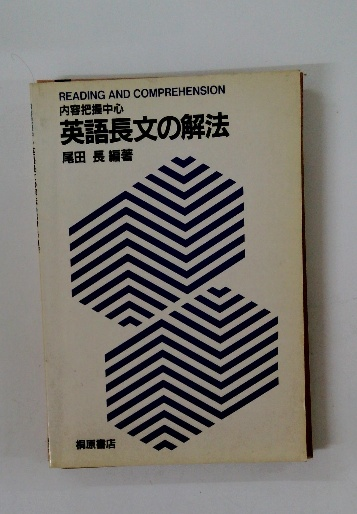 READING AND COMPREHENSION
内容把握中心
英語長文の解法
尾田 長 編著
桐原書店